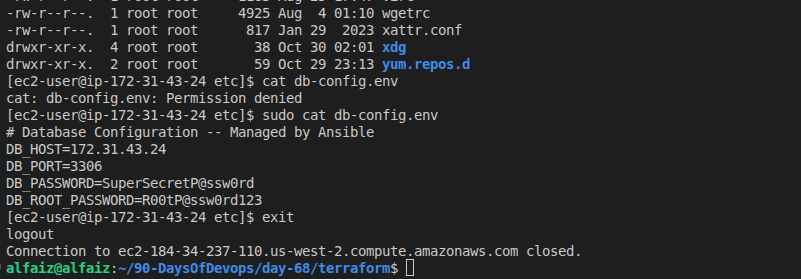 -rw-r--r--. 1 root root 4925 Aug 4 01:10 wgetrc
-rw-r--r--. 1 root root 817 Jan 29 2023 xattr.conf
drwxr-xr-x. 4 root root 38 Oct 30 02:01 xdg
drwxr-xr-x. 2 root root 59 Oct 29 23:13 yum.repos.d
[ec2-user@ip-172-31-43-24 etc]$ cat db-config.env
cat: db-config.env: Permission denied
[ec2-user@ip-172-31-43-24 etc]$ sudo cat db-config.env
# Database Configuration -- Managed by Ansible
DB_HOST=172.31.43.24
DB_PORT=3306
DB_PASSWORD=SuperSecretP@ssw0rd
DB_ROOT_PASSWORD=R00tP@ssw0rd123
[ec2-user@ip-172-31-43-24 etc]$ exit
logout
Connection to ec2-184-34-237-110.us-west-2.compute.amazonaws.com closed.
alfaiz@alfaiz:~/90-DaysOfDevops/day-68/terraform$